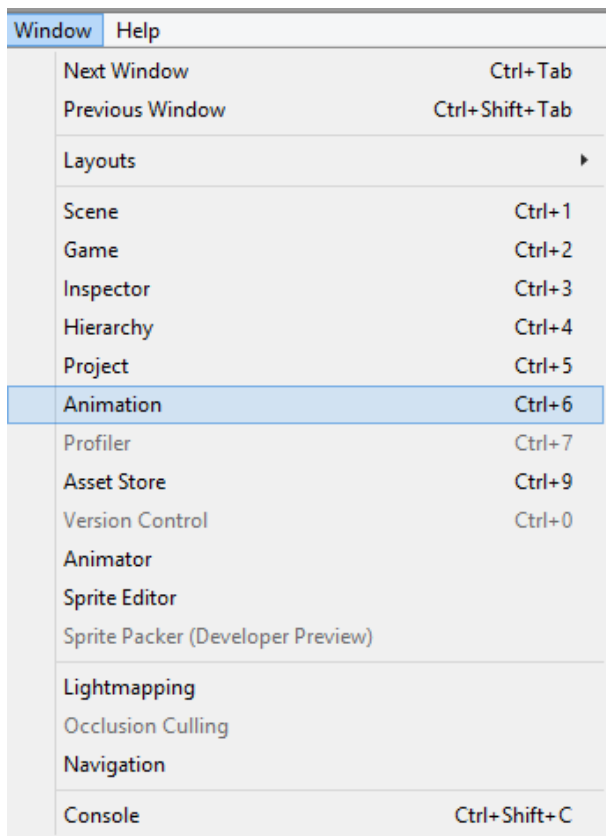 Window Help
Next Window Ctrl+Tab
Previous Window Ctrl+Shift+Tab
Layouts
Scene Ctrl+1
Game Ctrl+2
Inspector Ctrl+3
Hierarchy Ctrl+4
Project Ctrl+5
Animation Ctrl+6
Profiler Ctrl+7
Asset Store Ctrl+9
Version Control Ctrl+0
Animator
Sprite Editor
Sprite Packer (Developer Preview)
Lightmapping
Occlusion Culling
Navigation
Console Ctrl+Shift+C